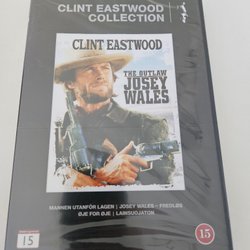 CLINT EASTWOOD
COLLECTION
CLINT EASTWOOD
THE OUTLAW
JOSEY
WALES
MANNEN UTANFÖR LAGEN | JOSEY WALES – FREDLØS
ØJE FOR ØJE | LAINSUOJATON
15
15